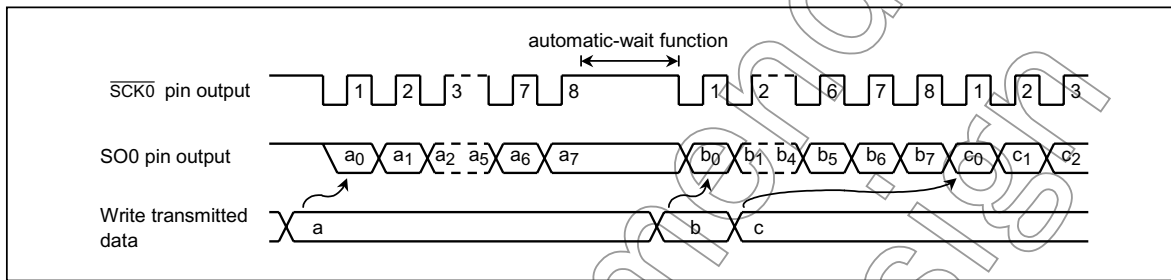 automatic-wait function
SCK0 pin output 1 2 3 7 8 1 2 6 7 8 1 2 3
SO0 pin output a0 a1 a2 a5 a6 a7 b0 b1 b4 b5 b6 b7 c0 c1 c2
Write transmitted
data
a b c